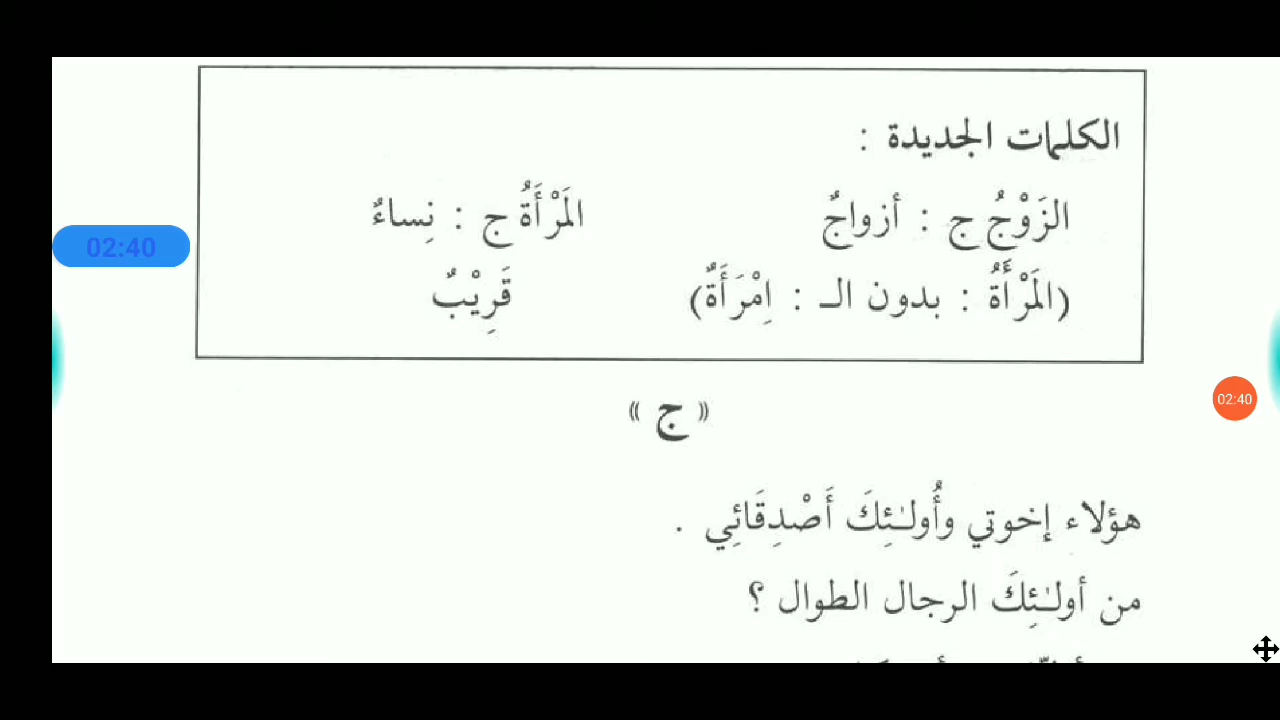 الكلمات الجديدة :
الزَوْجُ ج : أزواجٌ المَرْأَةُ ج : نِساءٌ
(المَرْأَةُ : بدون الـ : اِمْرَأَةٌ) قَرِيْبٌ
« ج »
هؤلاء إخوتي وأُولـٰئِكَ أَصْدِقَائِي .
من أولـٰئِكَ الرجال الطوال ؟
02:40
02:40